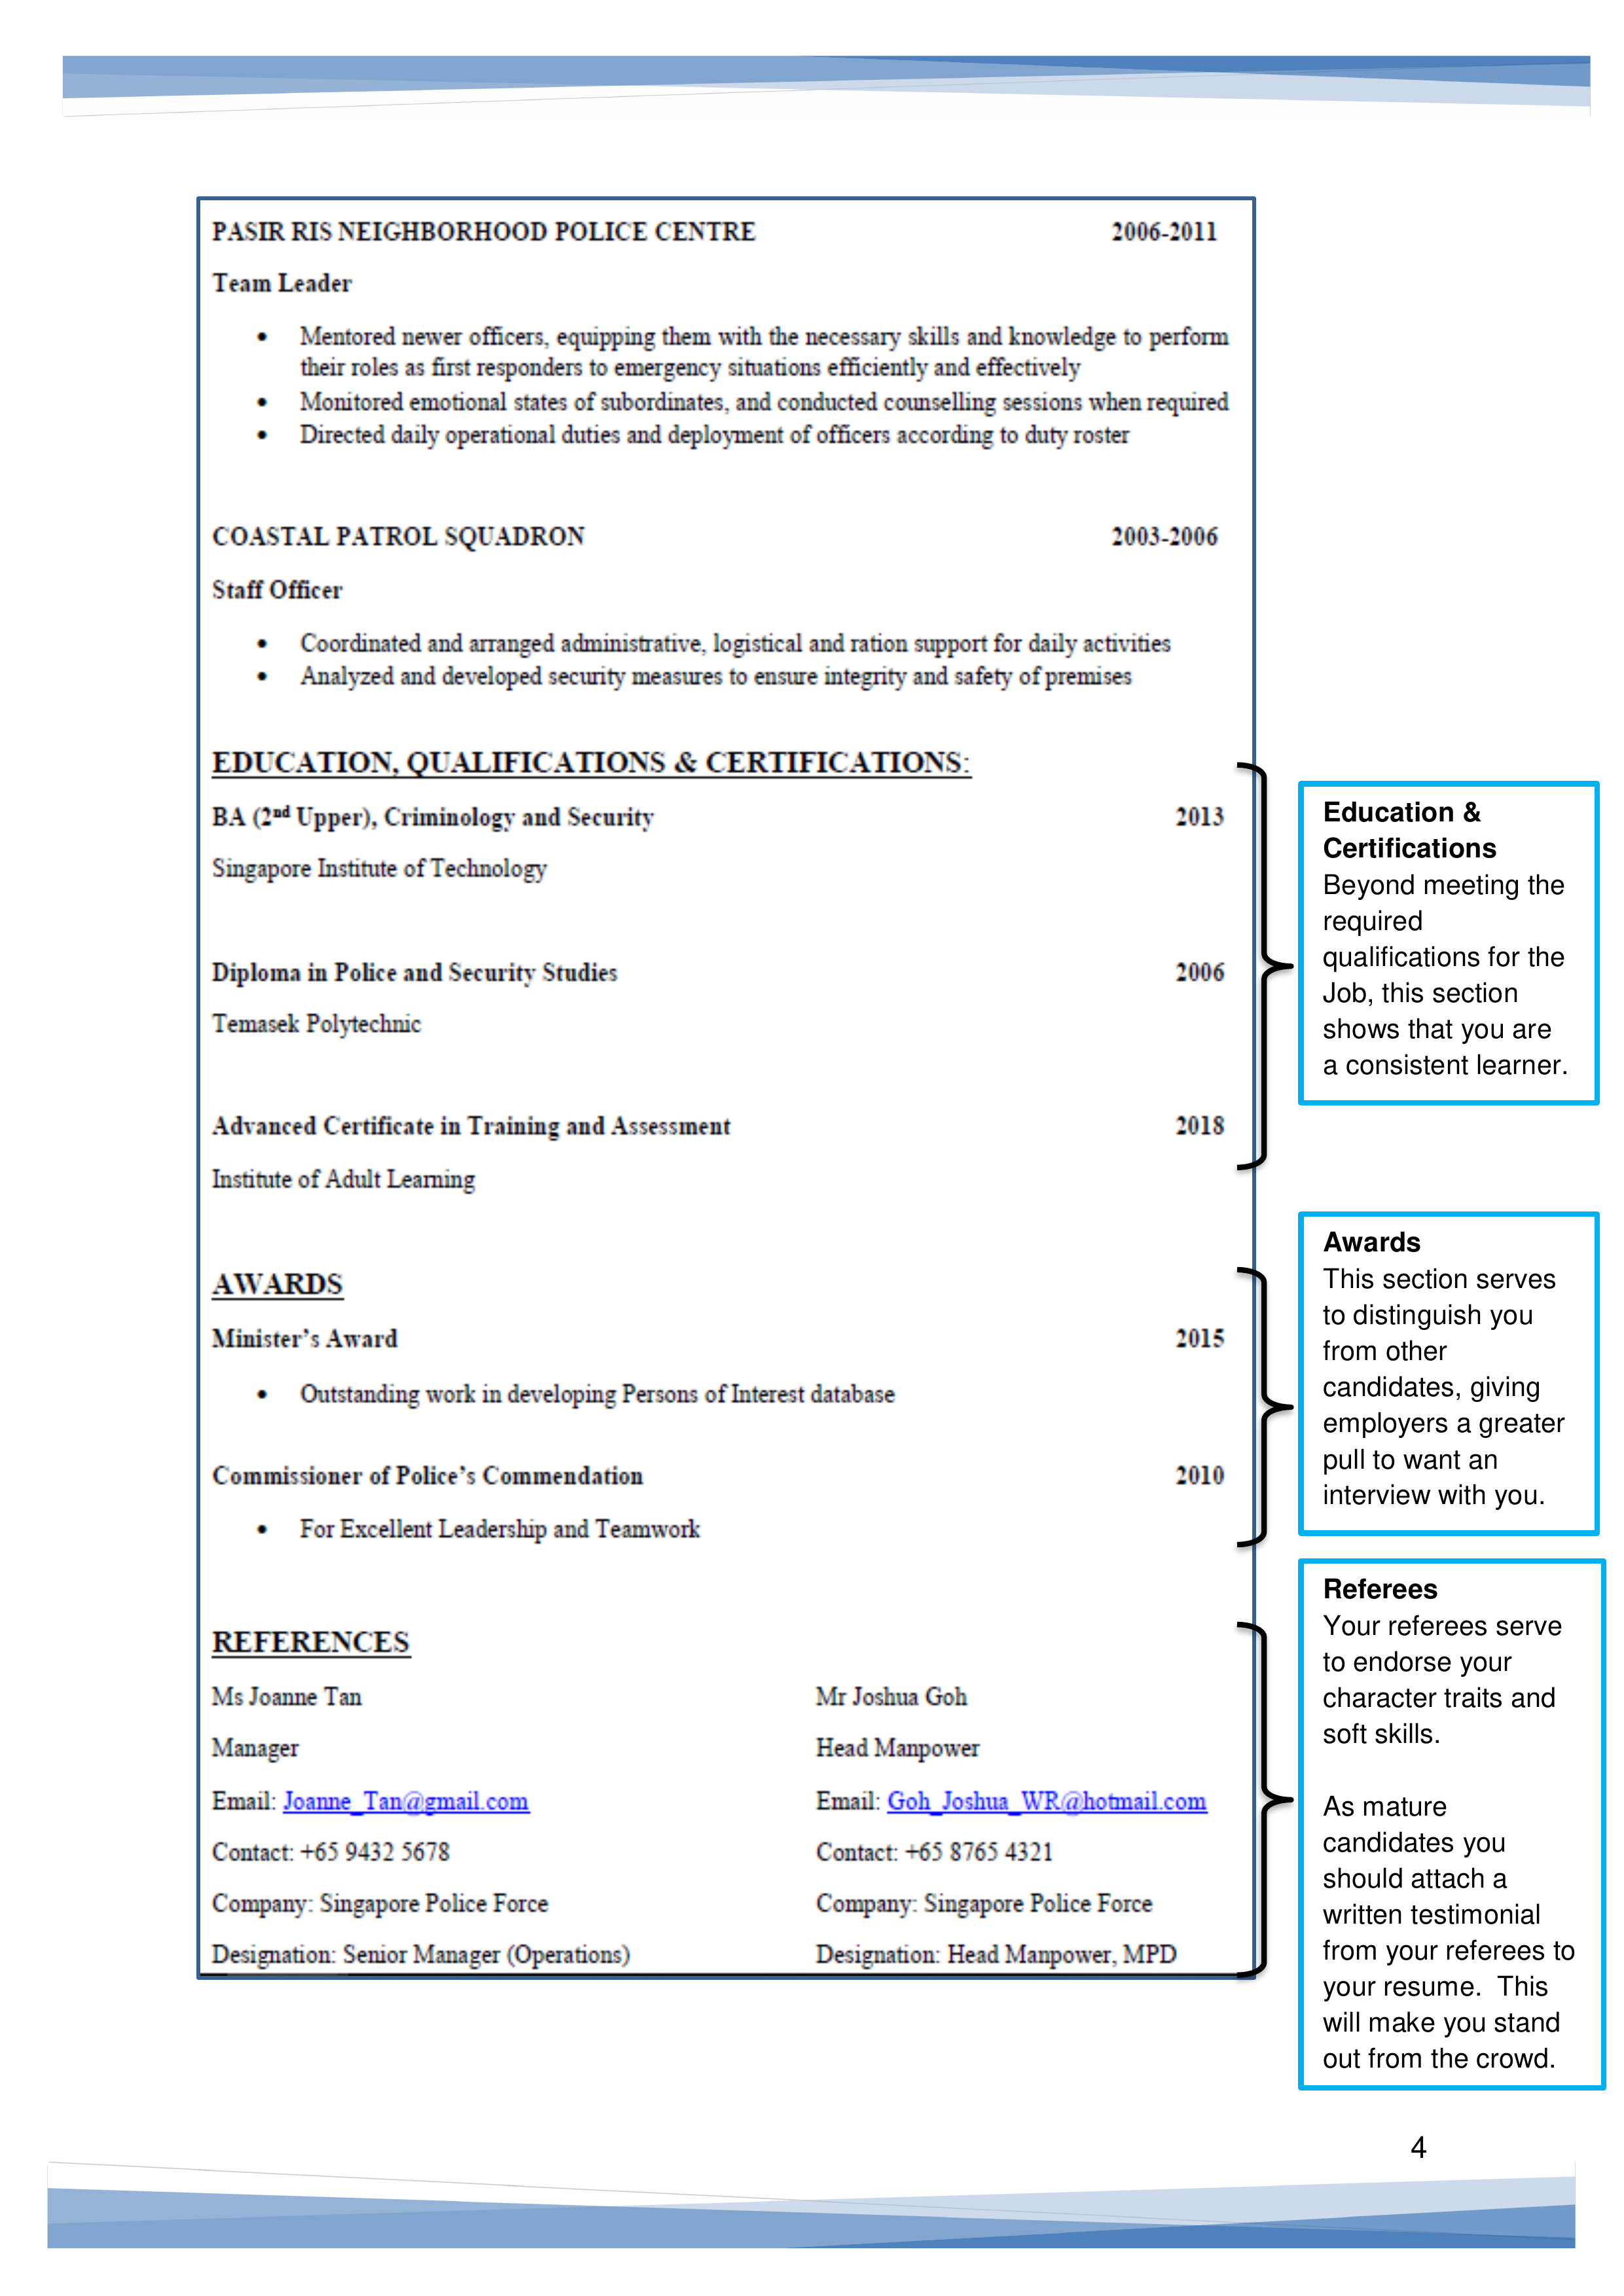 PASIR RIS NEIGHBORHOOD POLICE CENTRE 2006-2011
Team Leader
• Mentored newer officers, equipping them with the necessary skills and knowledge to perform
their roles as first responders to emergency situations efficiently and effectively
• Monitored emotional states of subordinates, and conducted counselling sessions when required
• Directed daily operational duties and deployment of officers according to duty roster
COASTAL PATROL SQUADRON 2003-2006
Staff Officer
• Coordinated and arranged administrative, logistical and ration support for daily activities
• Analyzed and developed security measures to ensure integrity and safety of premises
EDUCATION, QUALIFICATIONS & CERTIFICATIONS:
BA (2nd Upper), Criminology and Security 2013
Singapore Institute of Technology
Diploma in Police and Security Studies 2006
Temasek Polytechnic
Advanced Certificate in Training and Assessment 2018
Institute of Adult Learning
Education &
Certifications
Beyond meeting the
required
qualifications for the
Job, this section
shows that you are
a consistent learner.
AWARDS
Minister's Award 2015
• Outstanding work in developing Persons of Interest database
Commissioner of Police's Commendation 2010
• For Excellent Leadership and Teamwork
Awards
This section serves
to distinguish you
from other
candidates, giving
employers a greater
pull to want an
interview with you.
REFERENCES
Ms Joanne Tan Mr Joshua Goh
Manager Head Manpower
Email: Joanne_Tan@gmail.com Email: Goh_Joshua_WR@hotmail.com
Contact: +65 9432 5678 Contact: +65 8765 4321
Company: Singapore Police Force Company: Singapore Police Force
Designation: Senior Manager (Operations) Designation: Head Manpower, MPD
Referees
Your referees serve
to endorse your
character traits and
soft skills.
As mature
candidates you
should attach a
written testimonial
from your referees to
your resume. This
will make you stand
out from the crowd.
4